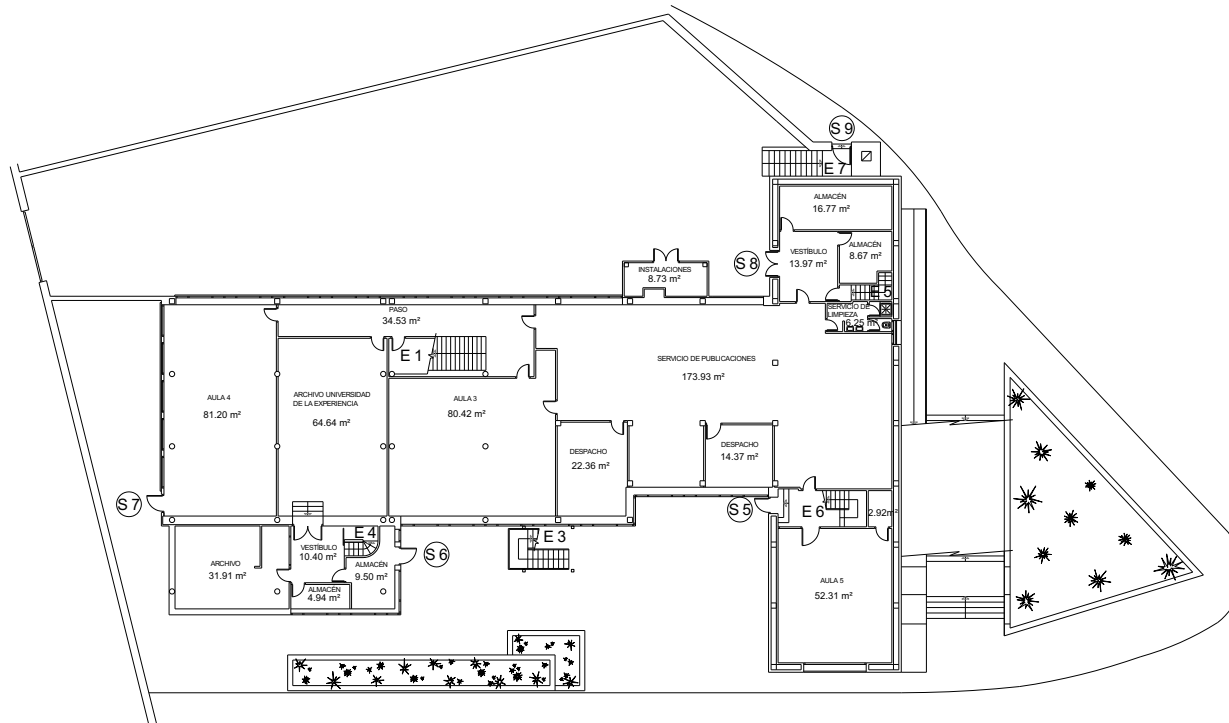 S 9
E 7
ALMACÉN
16.77 m²
S 8
VESTÍBULO
13.97 m²
ALMACÉN
8.67 m²
INSTALACIONES
8.73 m²
E 5
SERVICIO DE
LIMPIEZA
6.25 m²
PASO
34.53 m²
E 1
SERVICIO DE PUBLICACIONES
173.93 m²
AULA 4
81.20 m²
ARCHIVO UNIVERSIDAD
DE LA EXPERIENCIA
64.64 m²
AULA 3
80.42 m²
DESPACHO
22.36 m²
DESPACHO
14.37 m²
S 7
S 5
E 6
2.92m²
E 4
E 3
VESTÍBULO
10.40 m²
S 6
ARCHIVO
31.91 m²
ALMACÉN
9.50 m²
ALMACÉN
4.94 m²
AULA 5
52.31 m²